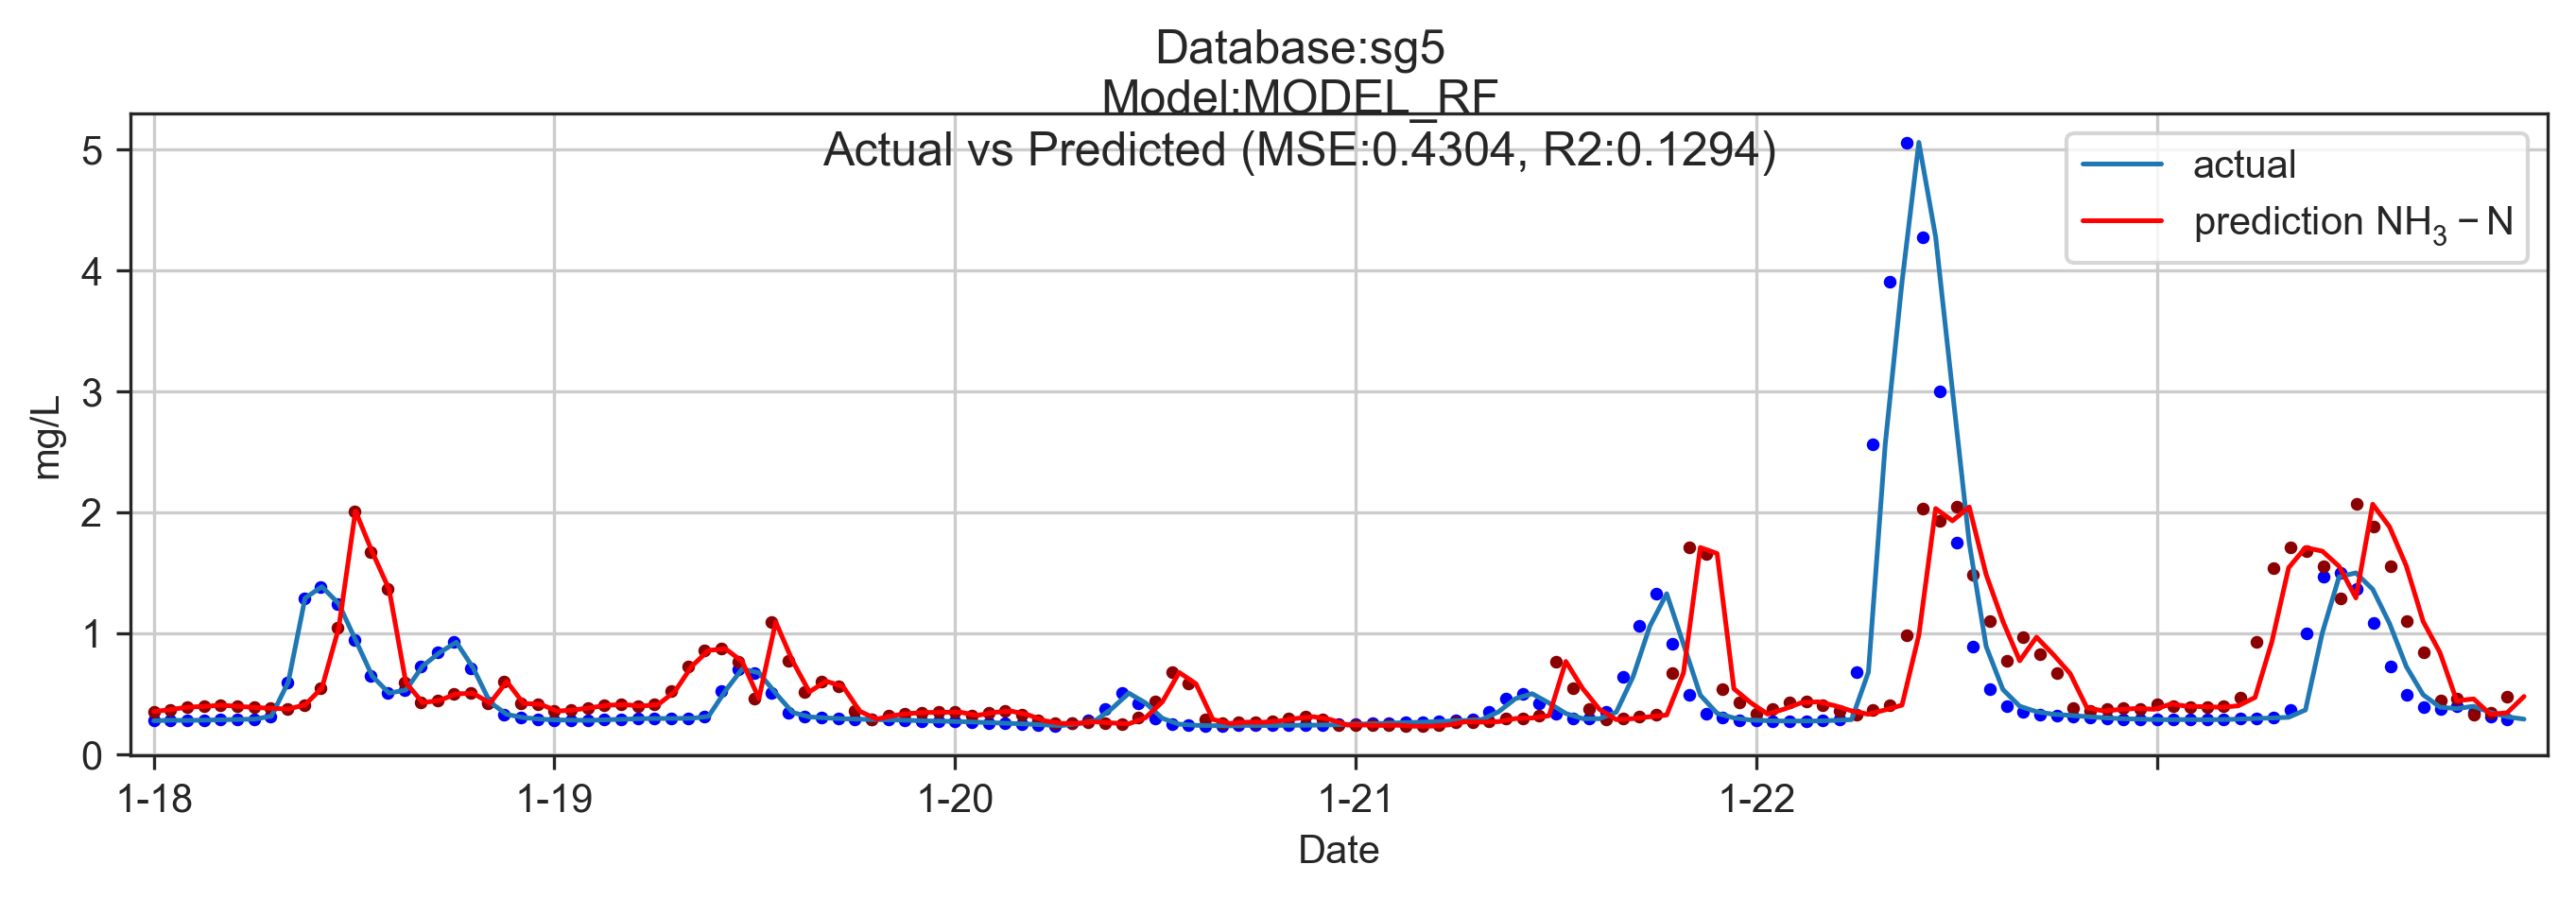 Database:sg5
Model:MODEL_RF
Actual vs Predicted (MSE:0.4304, R2:0.1294)
actual
prediction NH₃ − N
mg/L
5
4
3
2
1
0
1-18 1-19 1-20 1-21 1-22
Date